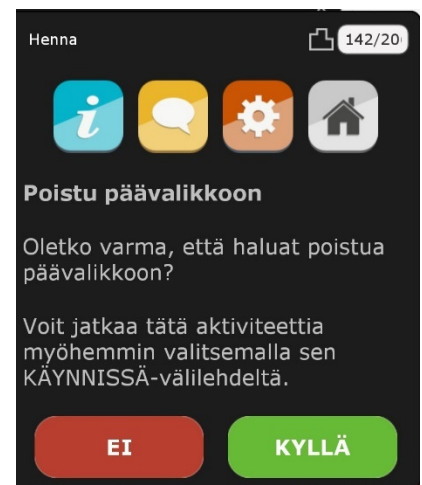 Henna
142/20
Poistu päävalikkoon
Oletko varma, että haluat poistua
päävalikkoon?
Voit jatkaa tätä aktiviteettia
myöhemmin valitsemalla sen
KÄYNNISSÄ-välilehdeltä.
EI
KYLLÄ